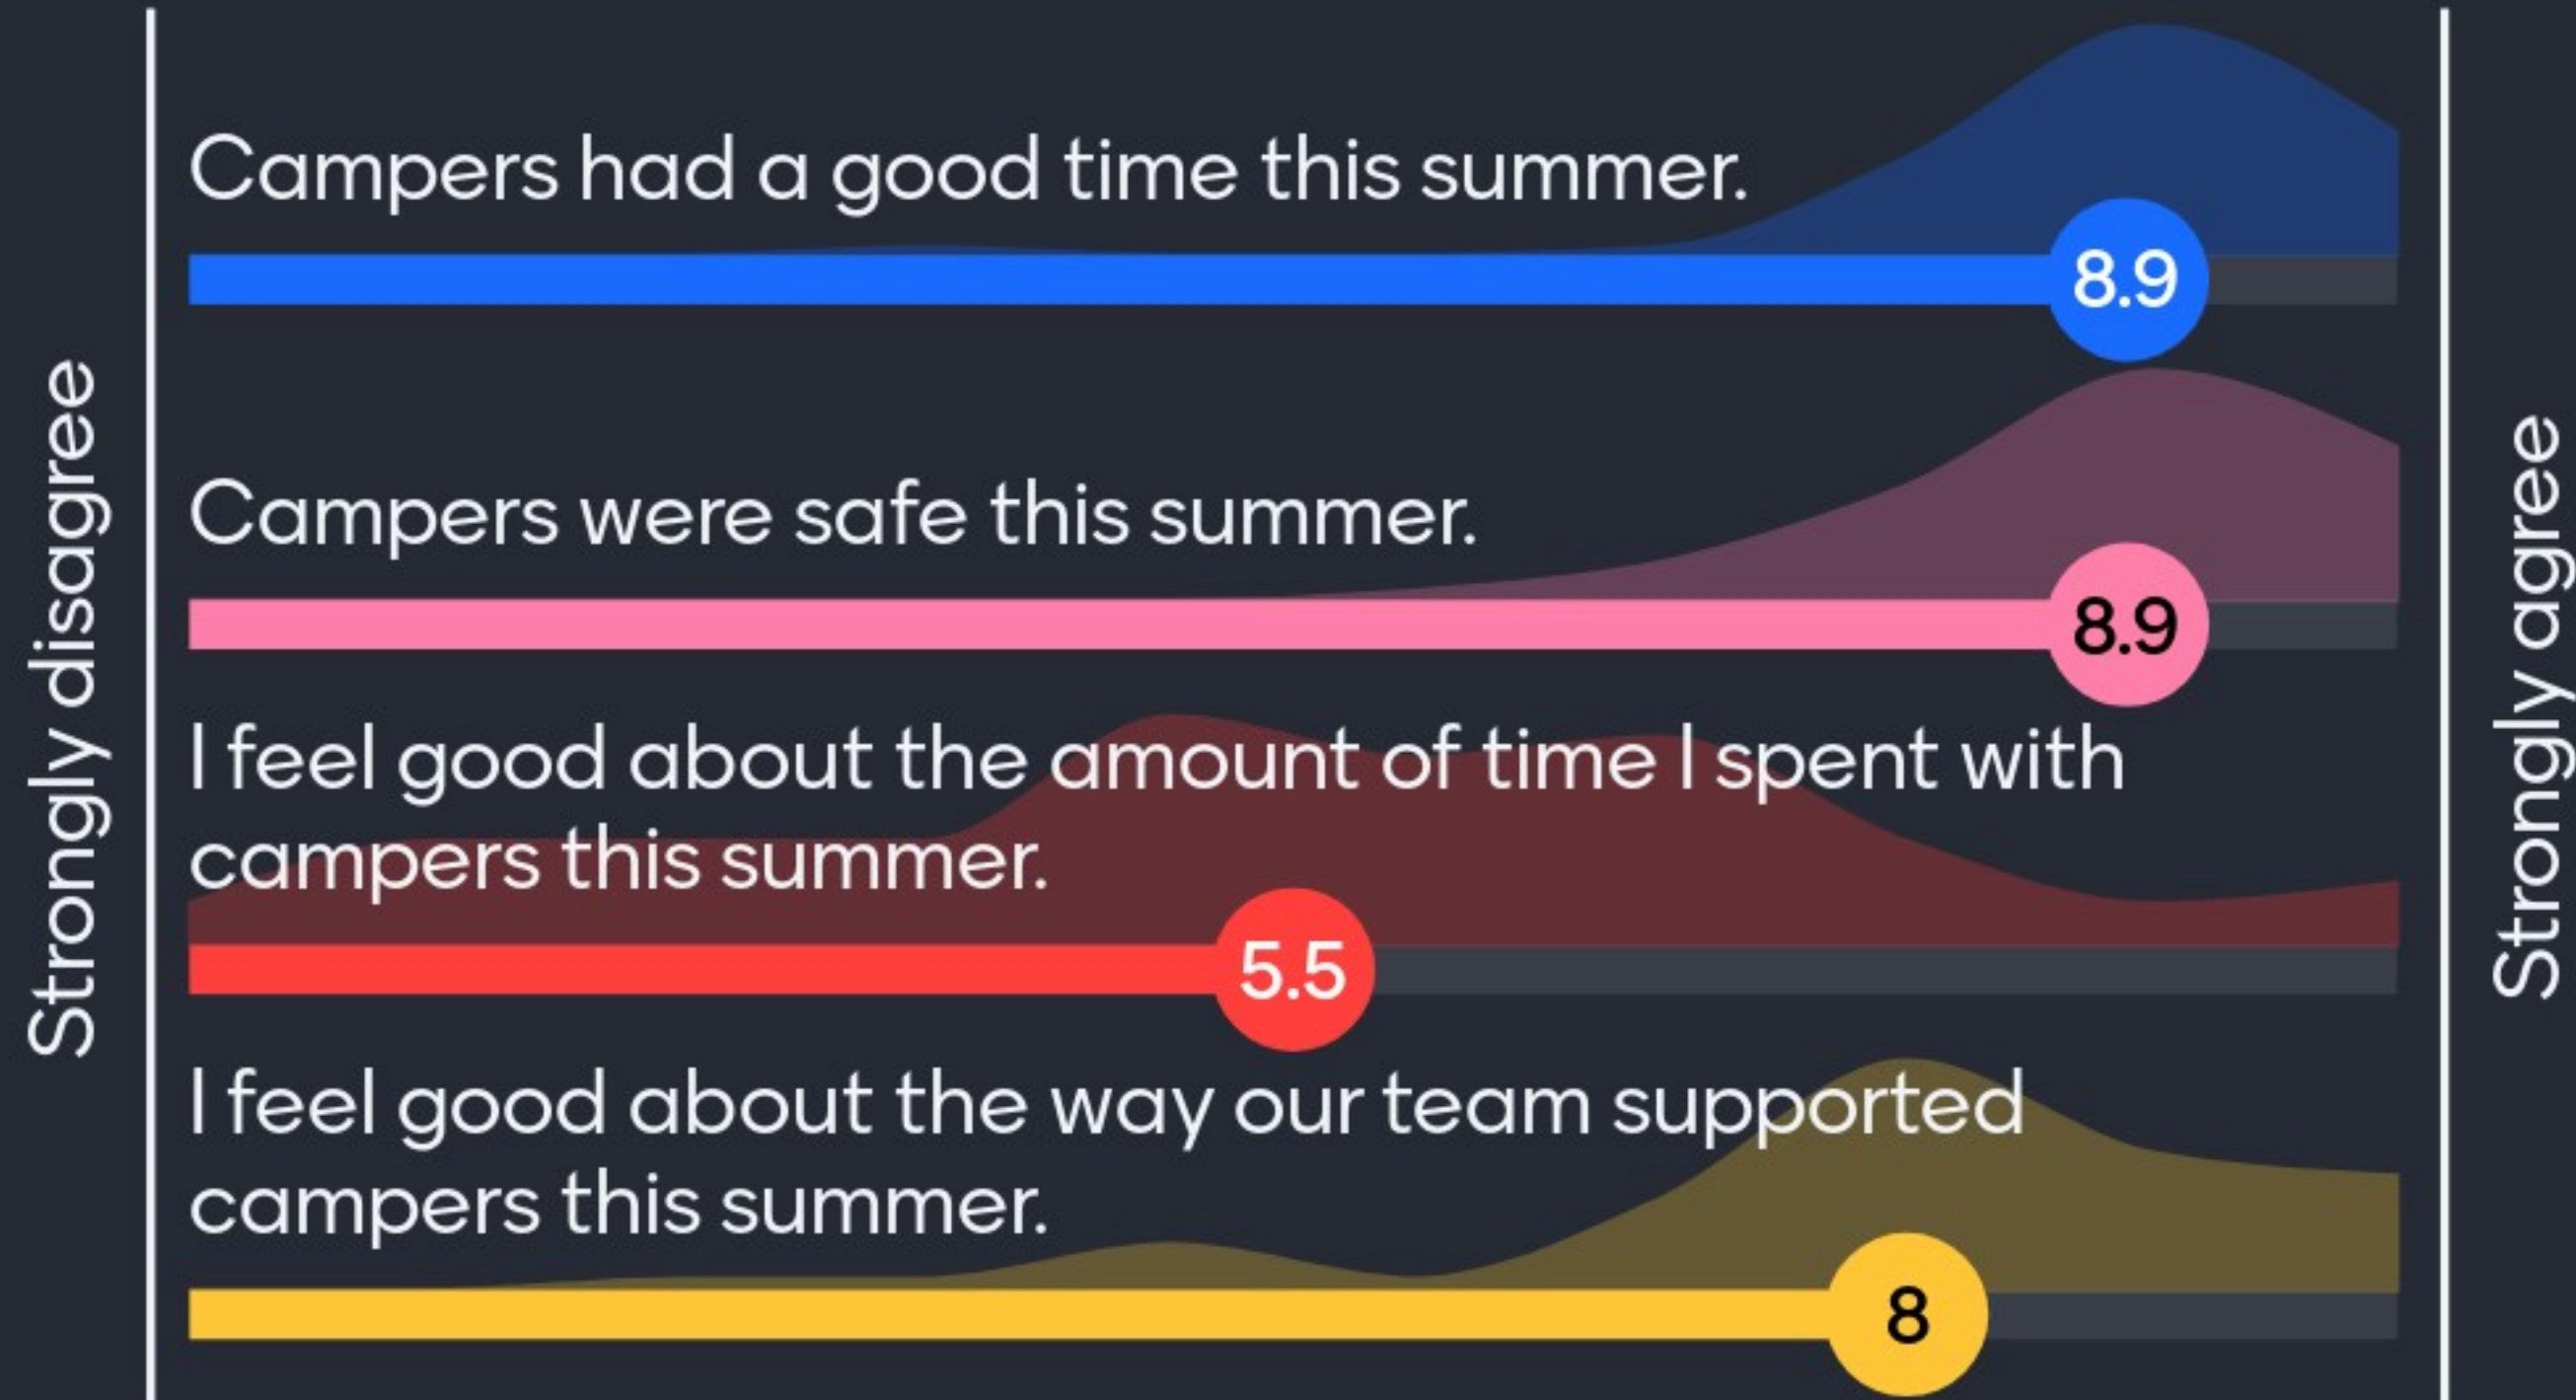 Strongly disagree
Campers had a good time this summer.
8.9
Campers were safe this summer.
8.9
I feel good about the amount of time I spent with
campers this summer.
5.5
I feel good about the way our team supported
campers this summer.
8
Strongly agree